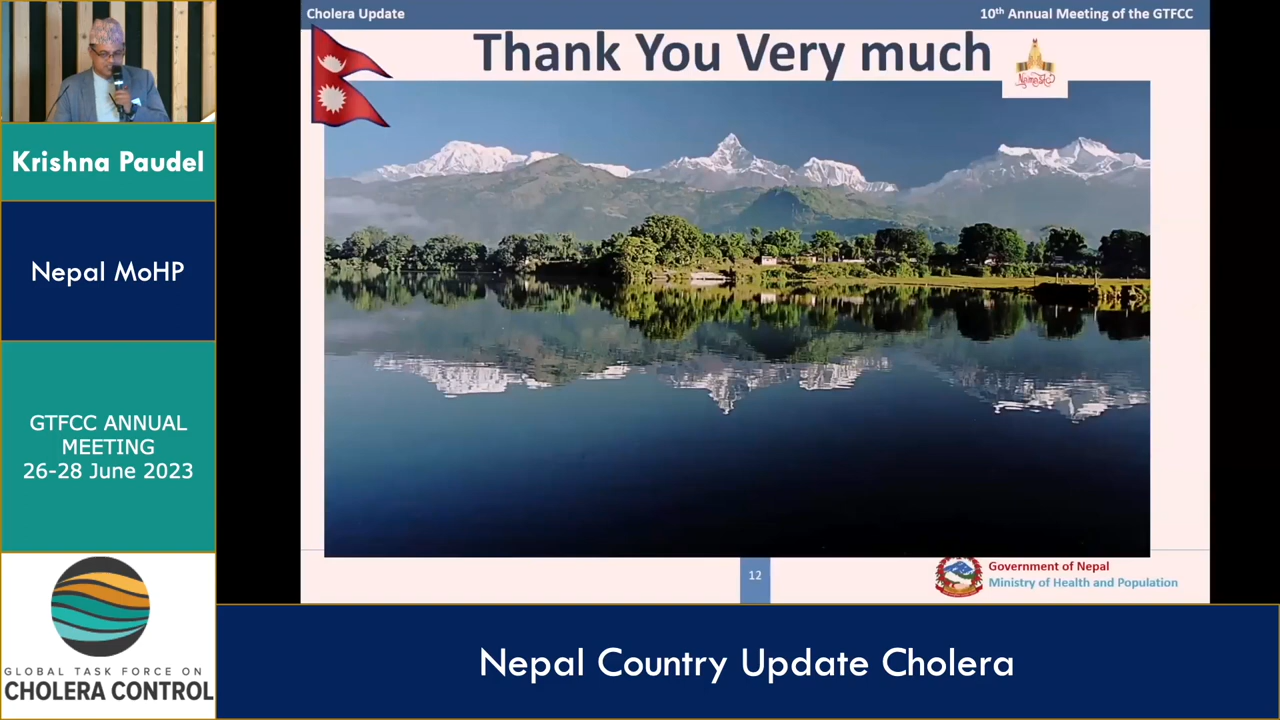 Krishna Paudel
Nepal MoHP
GTFCC ANNUAL
MEETING
26-28 June 2023
GLOBAL TASK FORCE ON
CHOLERA CONTROL
Cholera Update
10th Annual Meeting of the GTFCC
Thank You Very much
Namaste
12
Government of Nepal
Ministry of Health and Population
Nepal Country Update Cholera